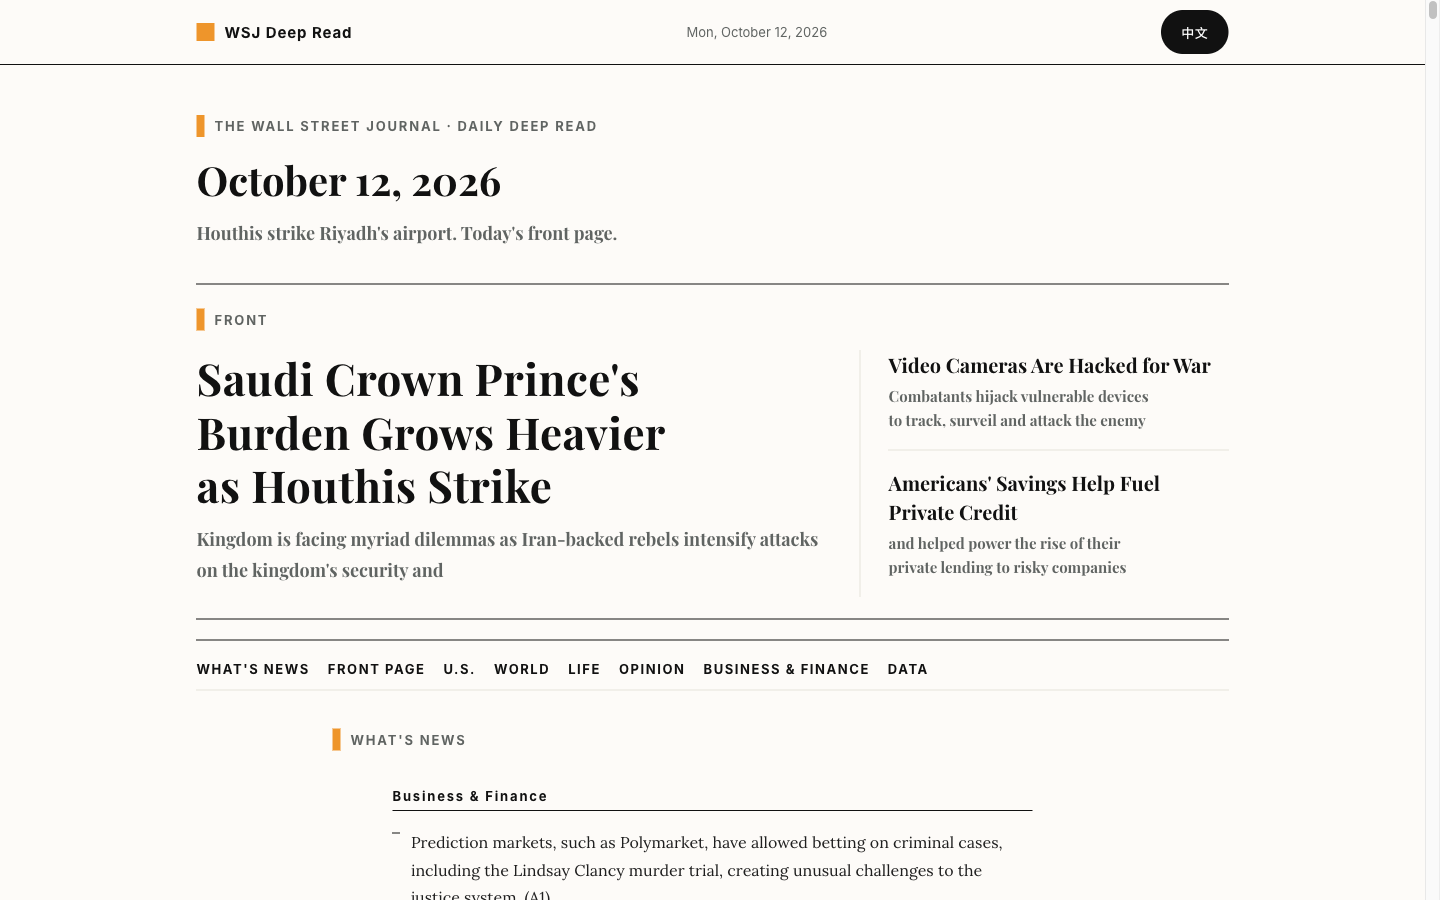 WSJ Deep Read
Mon, October 12, 2026
中文
THE WALL STREET JOURNAL · DAILY DEEP READ
October 12, 2026
Houthis strike Riyadh's airport. Today's front page.
FRONT
Saudi Crown Prince's
Burden Grows Heavier
as Houthis Strike
Kingdom is facing myriad dilemmas as Iran-backed rebels intensify attacks
on the kingdom's security and
Video Cameras Are Hacked for War
Combatants hijack vulnerable devices
to track, surveil and attack the enemy
Americans' Savings Help Fuel
Private Credit
and helped power the rise of their
private lending to risky companies
WHAT'S NEWS FRONT PAGE U.S. WORLD LIFE OPINION BUSINESS & FINANCE DATA
WHAT'S NEWS
Business & Finance
– Prediction markets, such as Polymarket, have allowed betting on criminal cases,
including the Lindsay Clancy murder trial, creating unusual challenges to the
justice system. (A1)